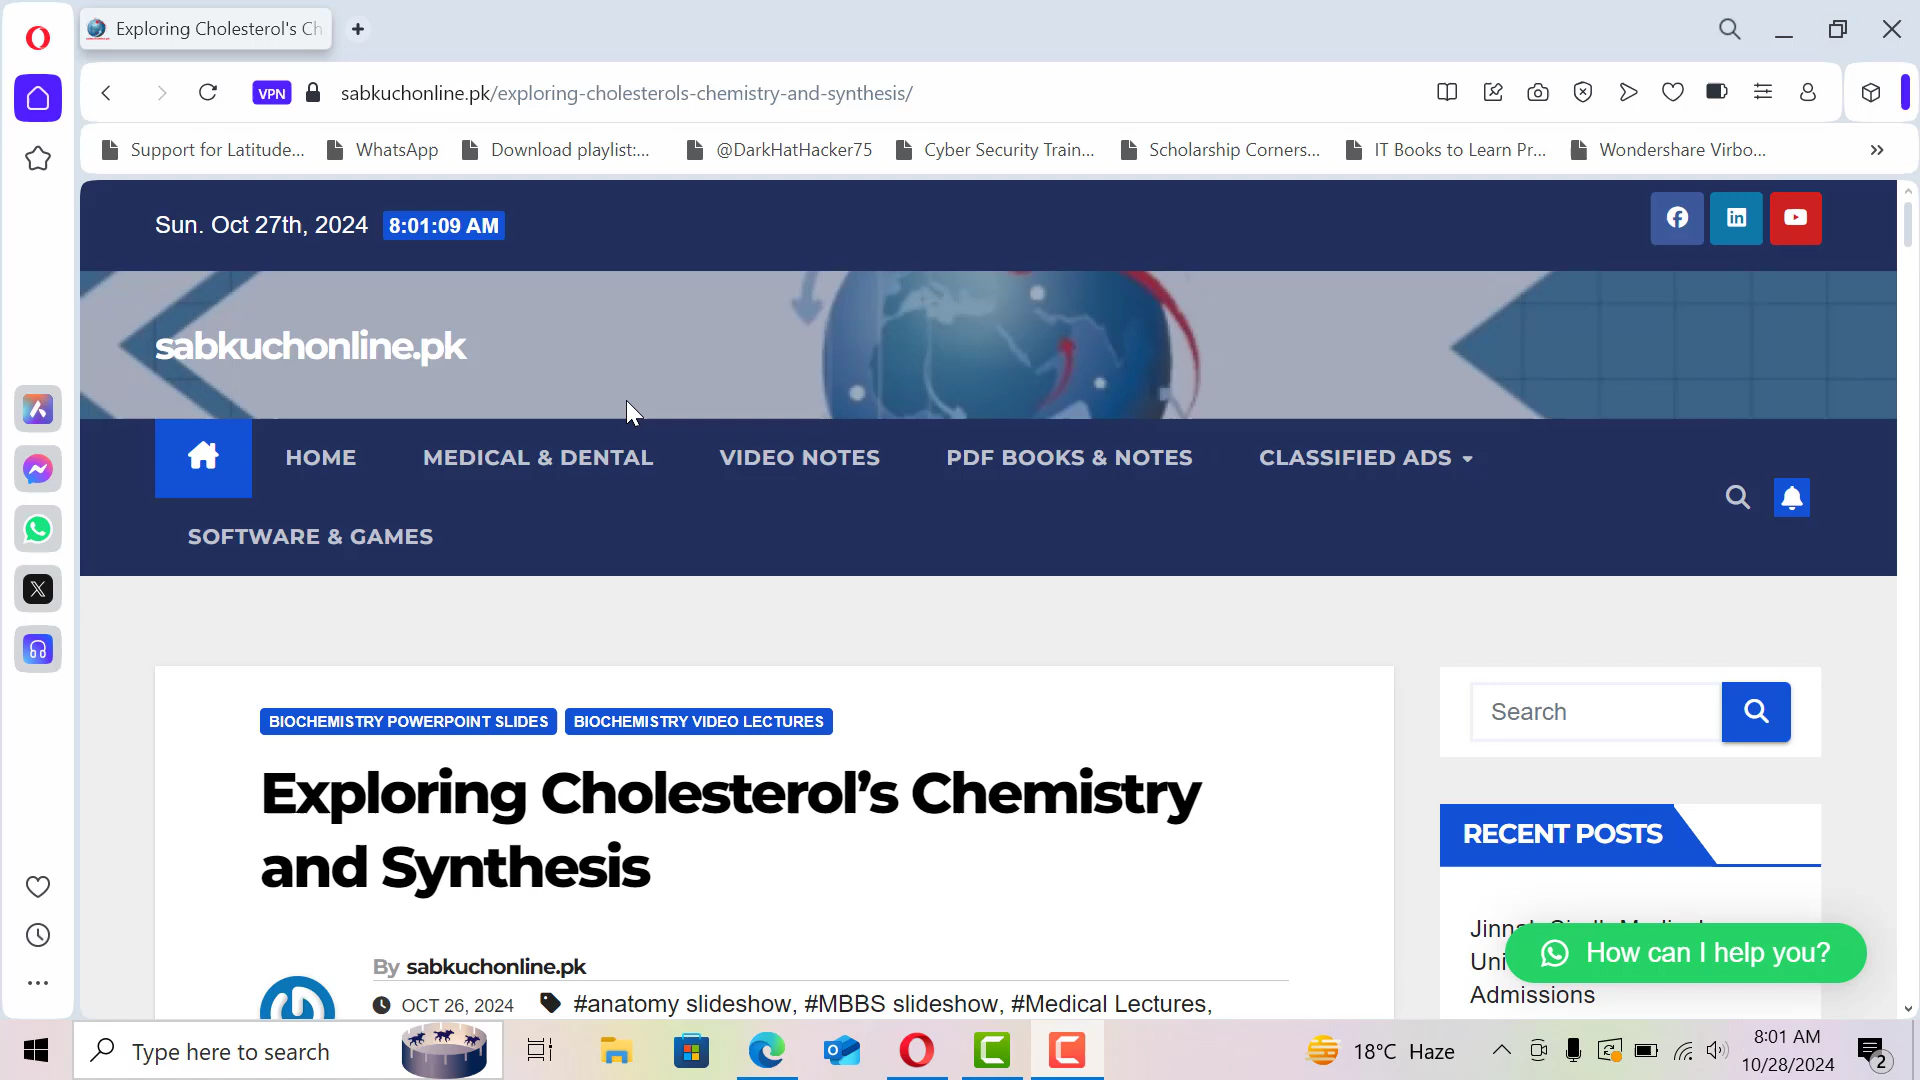 Exploring Cholesterol's Ch
VPN
sabkuchonline.pk/exploring-cholesterols-chemistry-and-synthesis/
Support for Latitude...
WhatsApp
Download playlist:...
@DarkHatHacker75
Cyber Security Train...
Scholarship Corners...
IT Books to Learn Pr...
Wondershare Virbo...
Sun. Oct 27th, 2024 8:01:09 AM
sabkuchonline.pk
HOME
MEDICAL & DENTAL
VIDEO NOTES
PDF BOOKS & NOTES
CLASSIFIED ADS
SOFTWARE & GAMES
BIOCHEMISTRY POWERPOINT SLIDES
BIOCHEMISTRY VIDEO LECTURES
Exploring Cholesterol’s Chemistry
and Synthesis
By sabkuchonline.pk
OCT 26, 2024
#anatomy slideshow, #MBBS slideshow, #Medical Lectures,
Search
RECENT POSTS
Admissions
How can I help you?
Type here to search
18°C Haze
8:01 AM
10/28/2024
2